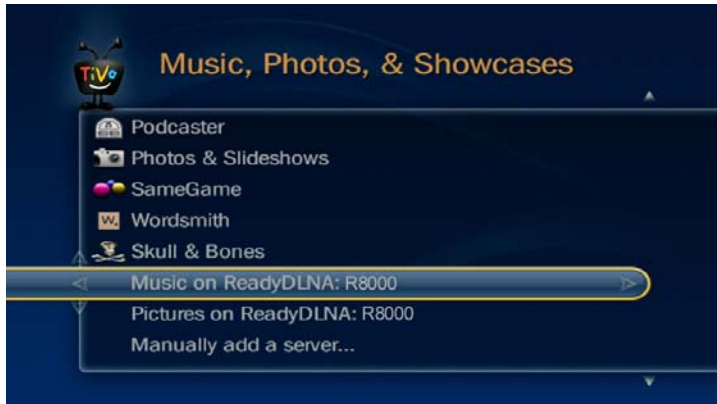 TiVo
Music, Photos, & Showcases
Podcaster
Photos & Slideshows
SameGame
W. Wordsmith
Skull & Bones
Music on ReadyDLNA: R8000
Pictures on ReadyDLNA: R8000
Manually add a server...